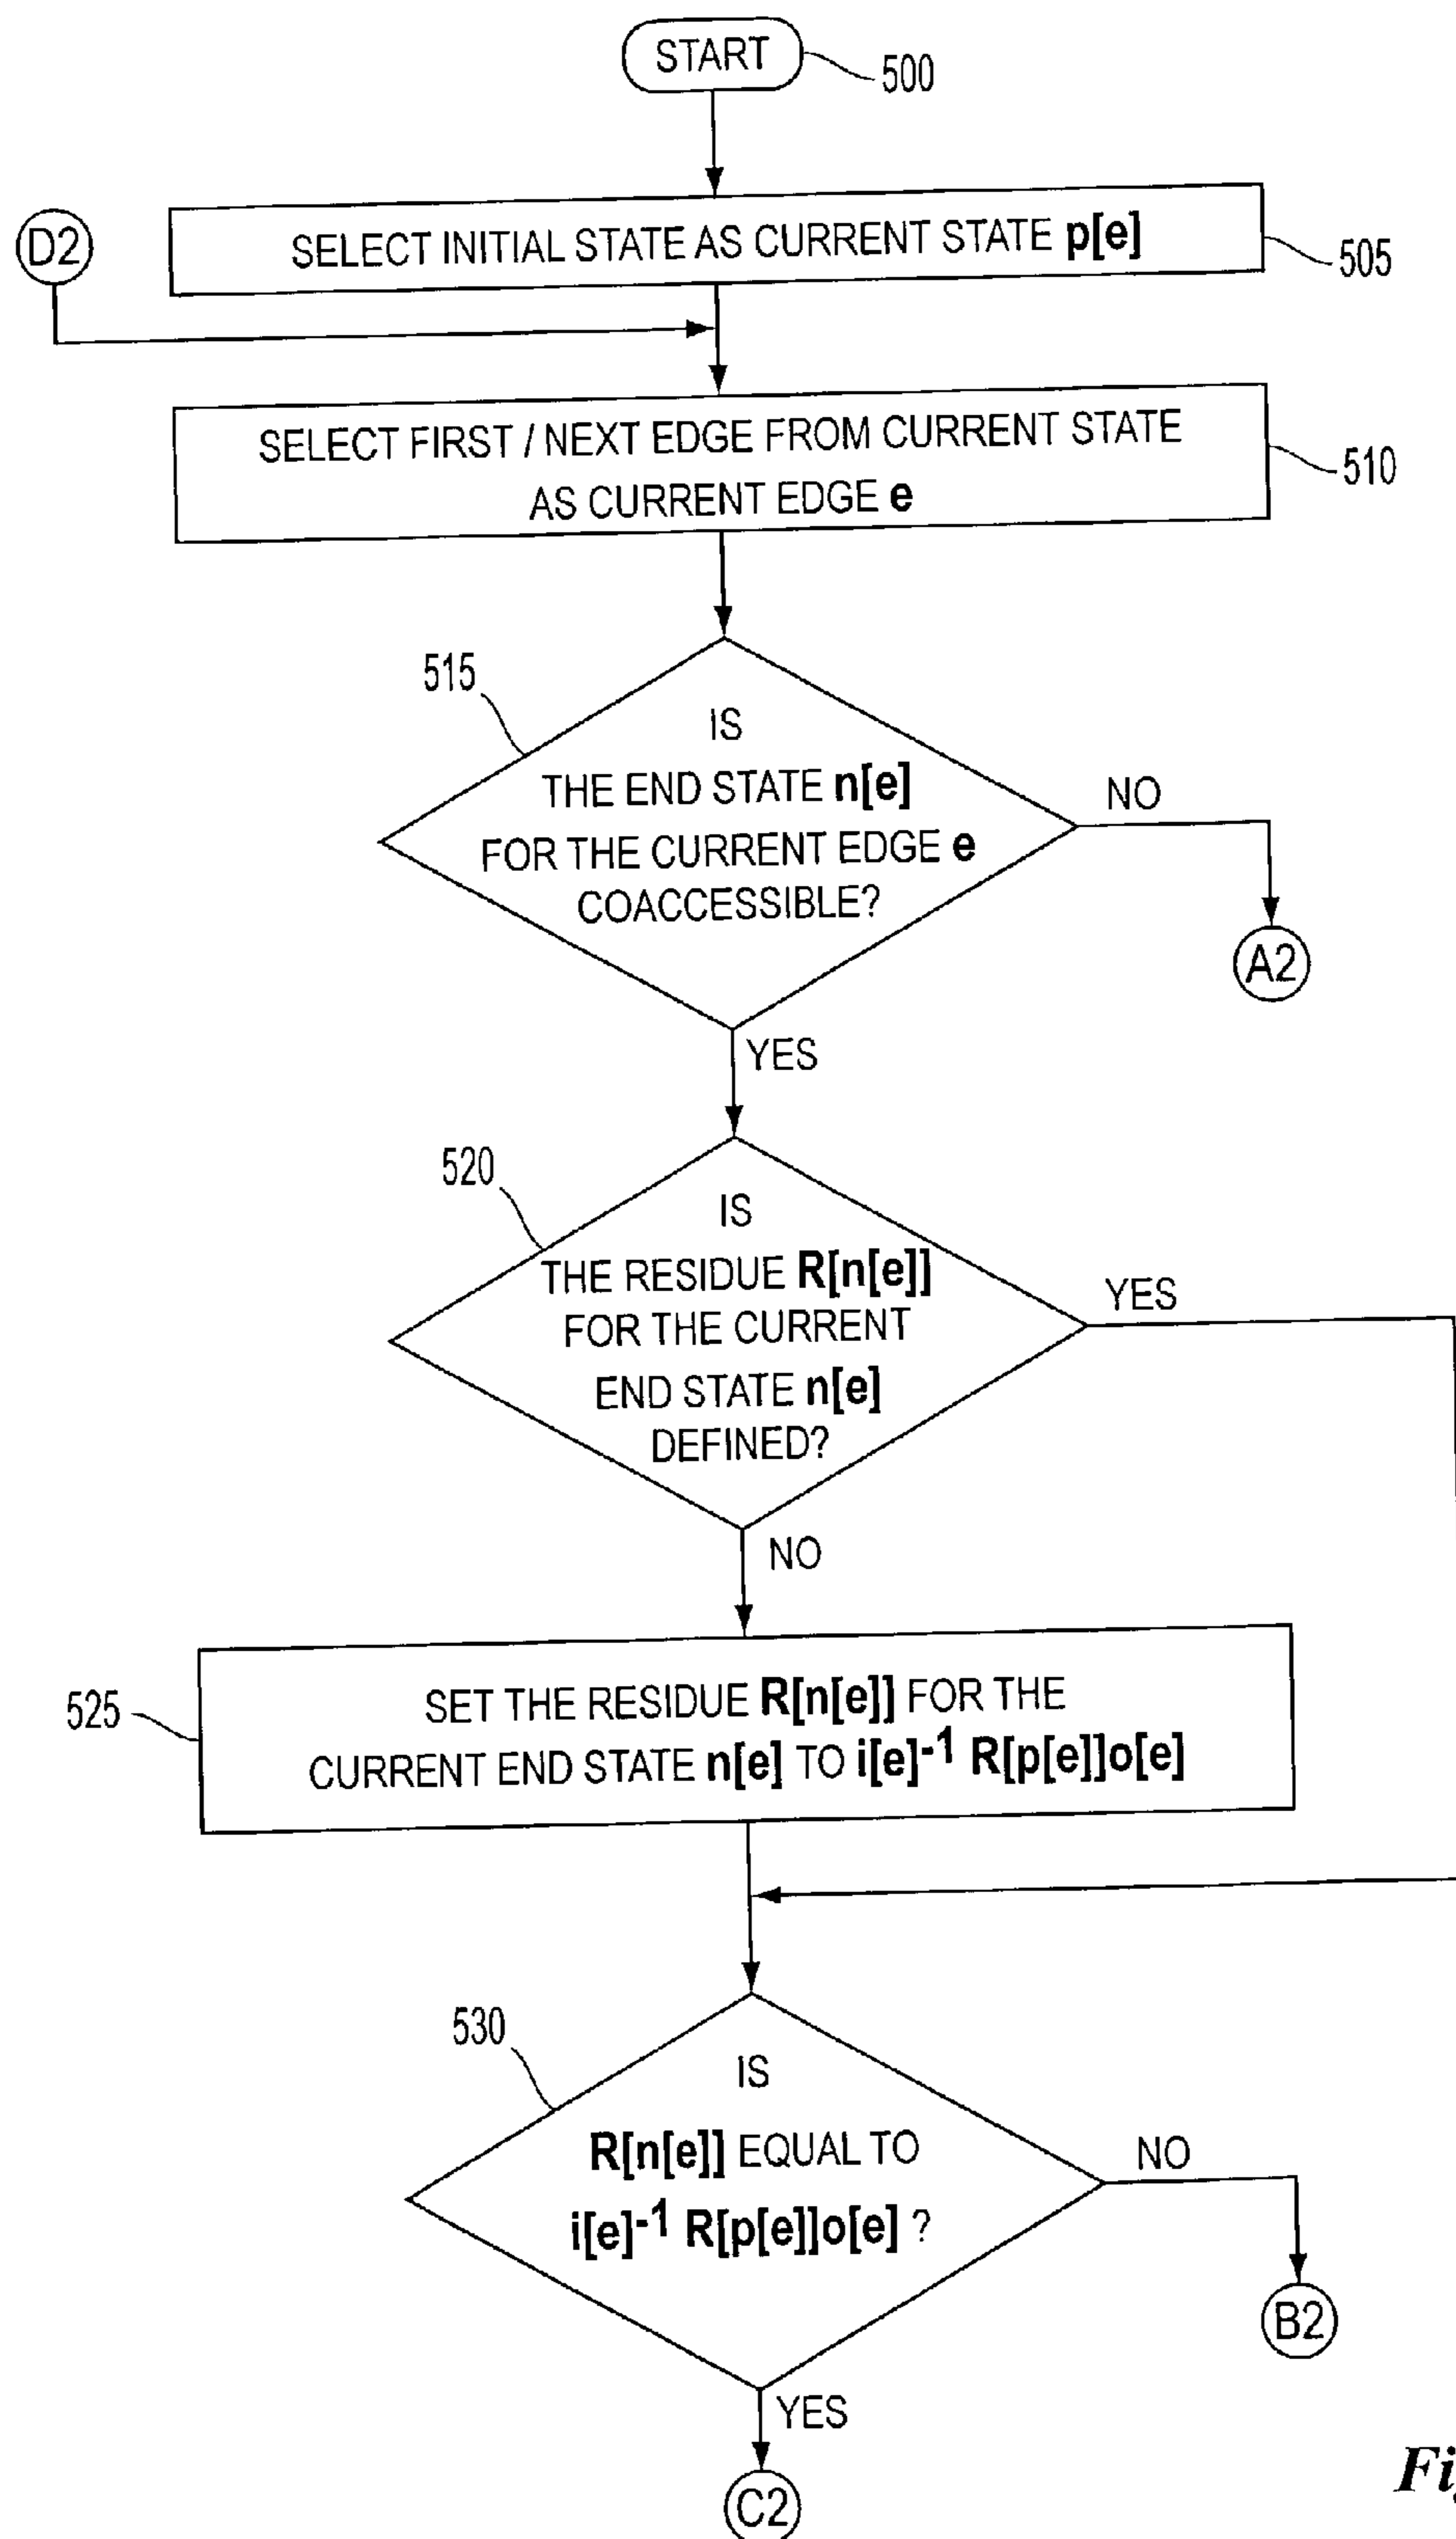 START
500
D2
SELECT INITIAL STATE AS CURRENT STATE p[e]
505
SELECT FIRST / NEXT EDGE FROM CURRENT STATE
AS CURRENT EDGE e
510
515
IS
THE END STATE n[e]
FOR THE CURRENT EDGE e
COACCESSIBLE?
NO
A2
YES
520
IS
THE RESIDUE R[n[e]]
FOR THE CURRENT
END STATE n[e]
DEFINED?
YES
NO
525
SET THE RESIDUE R[n[e]] FOR THE
CURRENT END STATE n[e] TO i[e]⁻¹ R[p[e]]o[e]
530
IS
R[n[e]] EQUAL TO
i[e]⁻¹ R[p[e]]o[e] ?
NO
B2
YES
C2